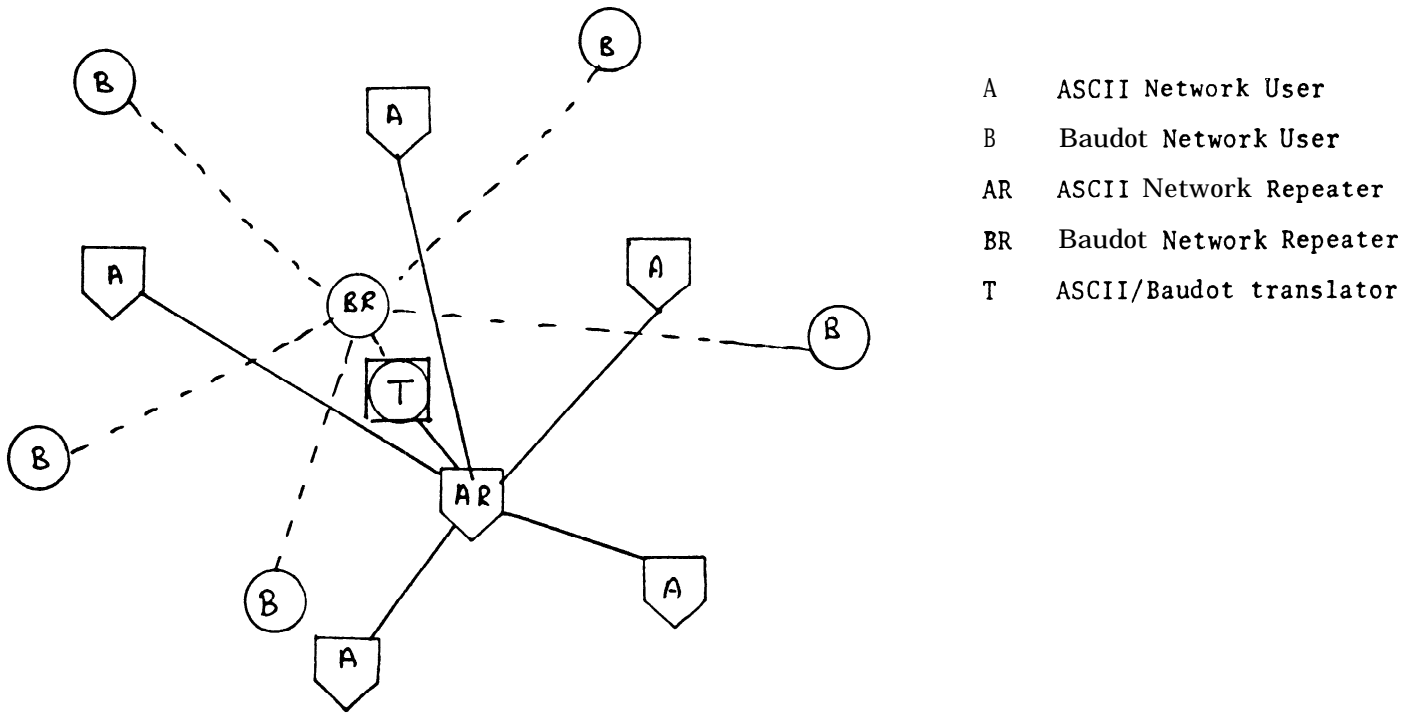 B
B
A
A
A
BR
B
T
B
AR
A
B
A
A ASCII Network User
B Baudot Network User
AR ASCII Network Repeater
BR Baudot Network Repeater
T ASCII/Baudot translator